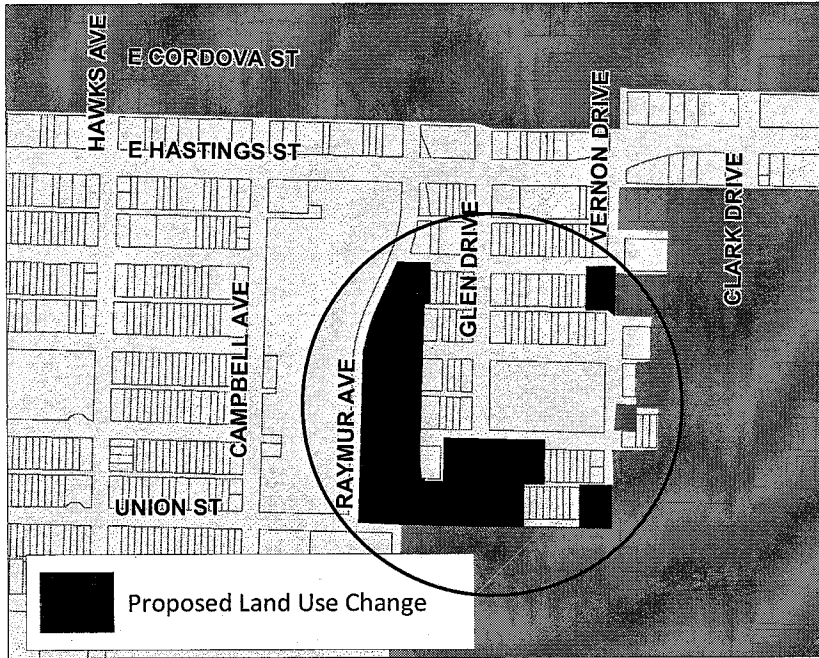 E CORDOVA ST
HAWKS AVE
E HASTINGS ST
VERNON DRIVE
CLARK DRIVE
GLEN DRIVE
CAMPBELL AVE
RAYMUR AVE
UNION ST
Proposed Land Use Change